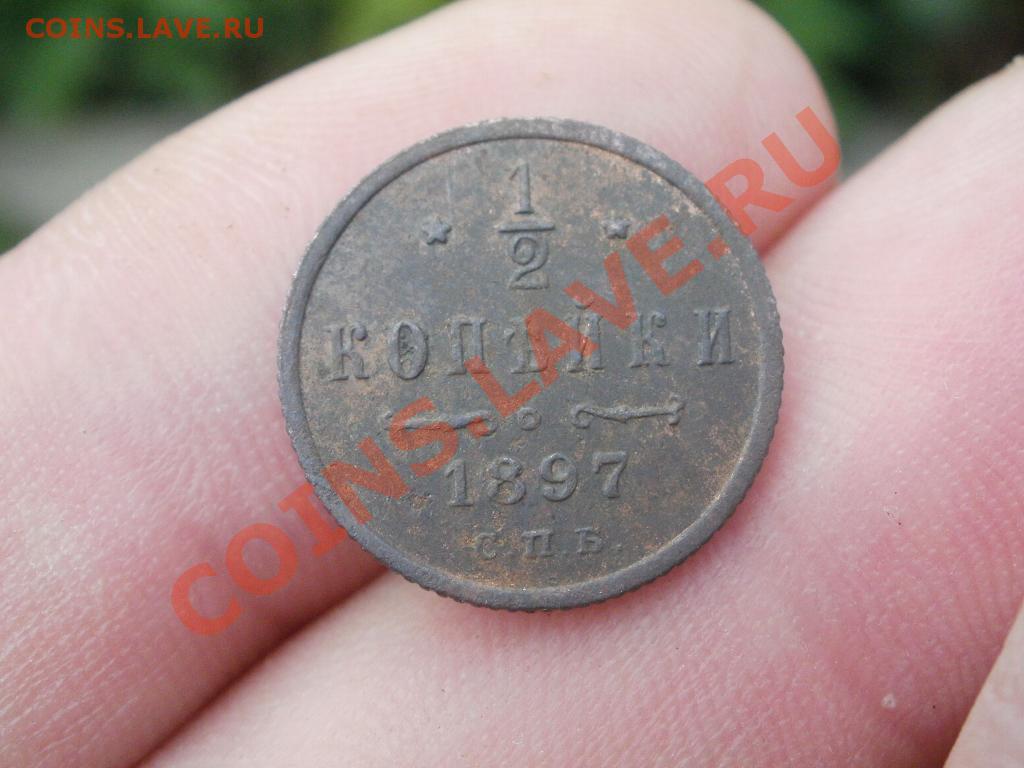 COINS.LAVE.RU
1/2
КОПѢЙКИ
1897
С.П.Б.
COINS.LAVE.RU